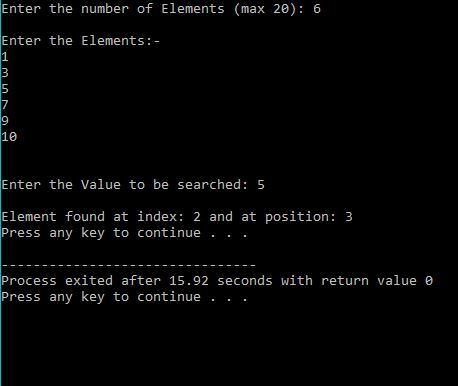 Enter the number of Elements (max 20): 6
Enter the Elements:-
1
3
5
7
9
10
Enter the Value to be searched: 5
Element found at index: 2 and at position: 3
Press any key to continue . . .
--------------------------------
Process exited after 15.92 seconds with return value 0
Press any key to continue . . .